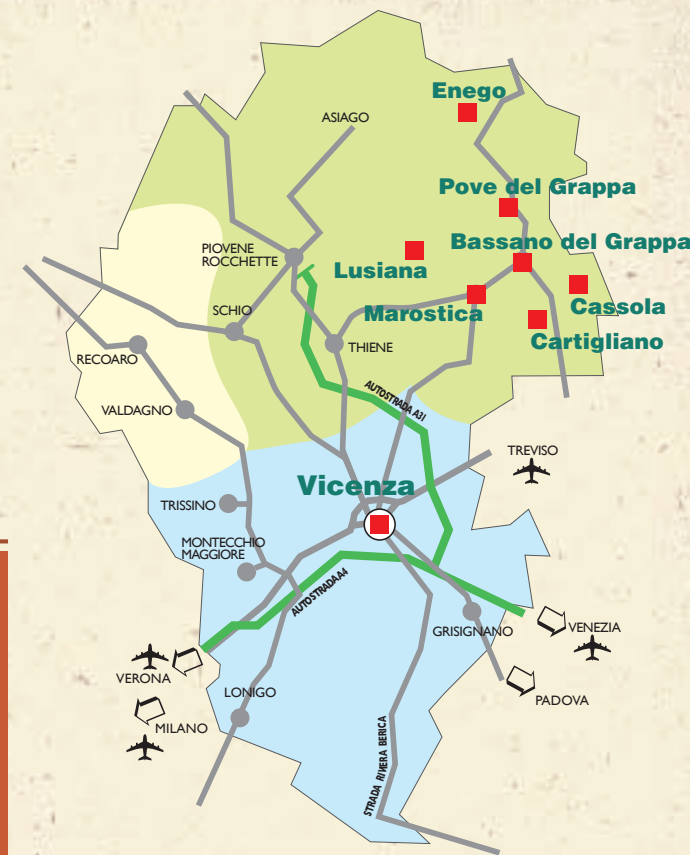 Enego
ASIAGO
Pove del Grappa
Bassano del Grappa
PIOVENE
ROCCHETTE
Lusiana
Cassola
Marostica
SCHIO
Cartigliano
THIENE
RECOARO
AUTOSTRADA A31
VALDAGNO
TREVISO
Vicenza
TRISSINO
MONTECCHIO
MAGGIORE
AUTOSTRADA A4
GRISIGNANO
VENEZIA
VERONA
LONIGO
PADOVA
MILANO
STRADA RIVIERA BERICA